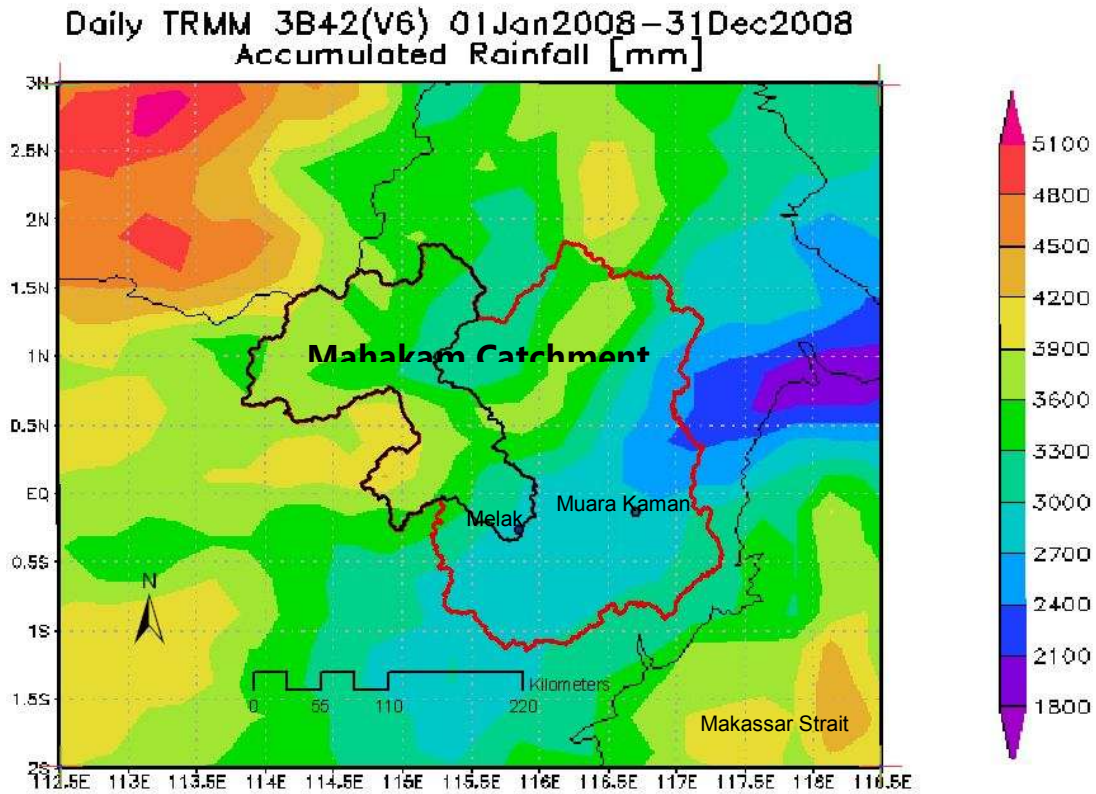 Daily TRMM 3B42(V6) 01Jan2008-31Dec2008
Accumulated Rainfall [mm]
3N
2.5N
2N
1.5N
1N
0.5N
EQ
0.5S
1S
1.5S
2S
112.5E 113E 113.5E 114E 114.5E 115E 115.5E 116E 116.5E 117E 117.5E 118E 118.5E
Mahakam Catchment
Melak
Muara Kaman
N
Kilometers
0 55 110 220
Makassar Strait
5100
4800
4500
4200
3900
3600
3300
3000
2700
2400
2100
1800